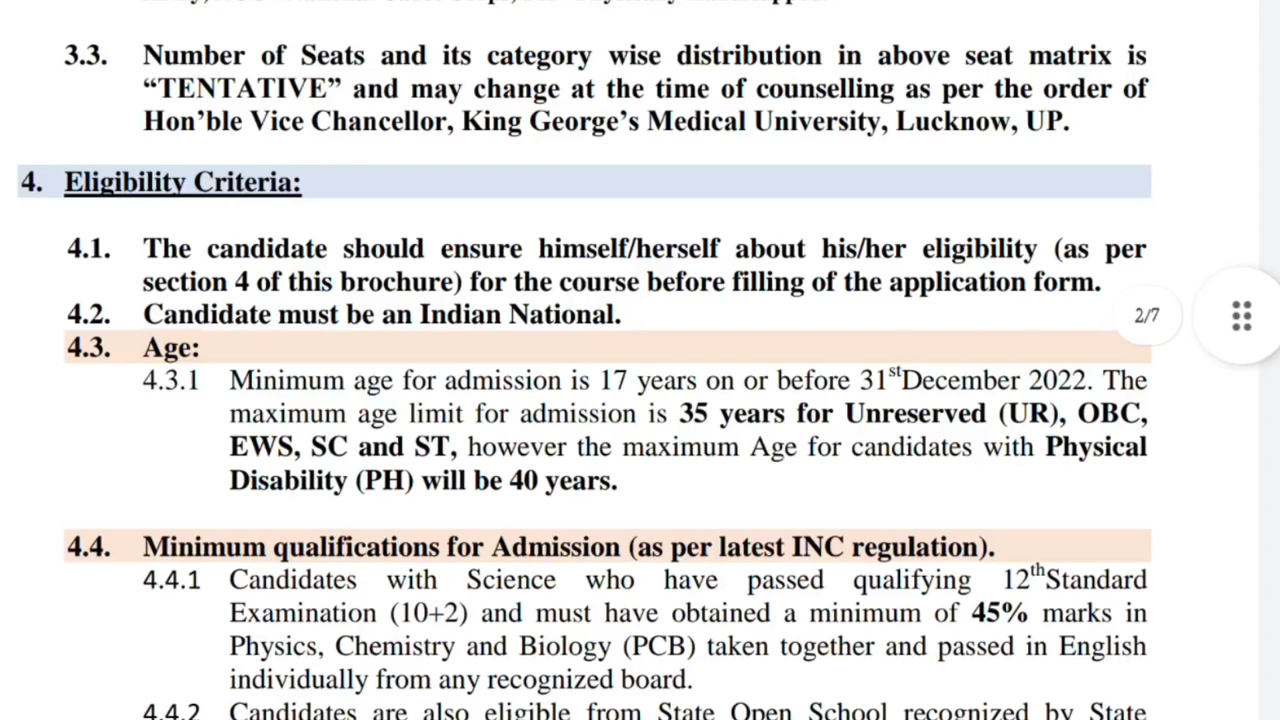 3.3. Number of Seats and its category wise distribution in above seat matrix is
“TENTATIVE” and may change at the time of counselling as per the order of
Hon’ble Vice Chancellor, King George’s Medical University, Lucknow, UP.
4. Eligibility Criteria:
4.1. The candidate should ensure himself/herself about his/her eligibility (as per
section 4 of this brochure) for the course before filling of the application form.
4.2. Candidate must be an Indian National.
2/7
4.3. Age:
4.3.1 Minimum age for admission is 17 years on or before 31stDecember 2022. The
maximum age limit for admission is 35 years for Unreserved (UR), OBC,
EWS, SC and ST, however the maximum Age for candidates with Physical
Disability (PH) will be 40 years.
4.4. Minimum qualifications for Admission (as per latest INC regulation).
4.4.1 Candidates with Science who have passed qualifying 12thStandard
Examination (10+2) and must have obtained a minimum of 45% marks in
Physics, Chemistry and Biology (PCB) taken together and passed in English
individually from any recognized board.
4.4.2 Candidates are also eligible from State Open School recognized by State